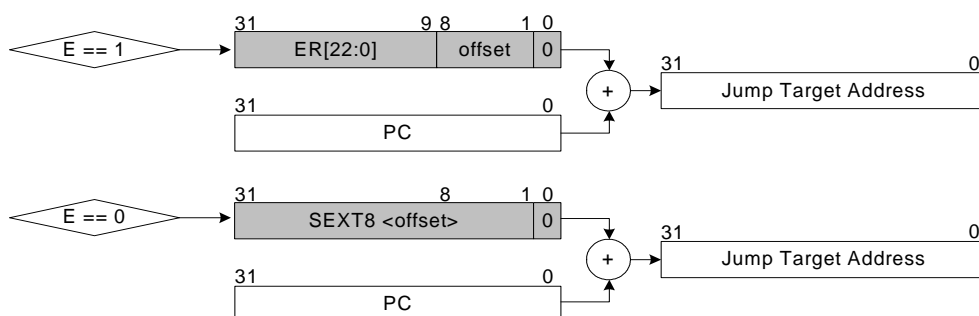 31 9 8 1 0
E == 1 ER[22:0] offset 0
31 0
+ Jump Target Address
31 0
PC
31 8 1 0
E == 0 SEXT8 <offset> 0
31 0
+ Jump Target Address
31 0
PC